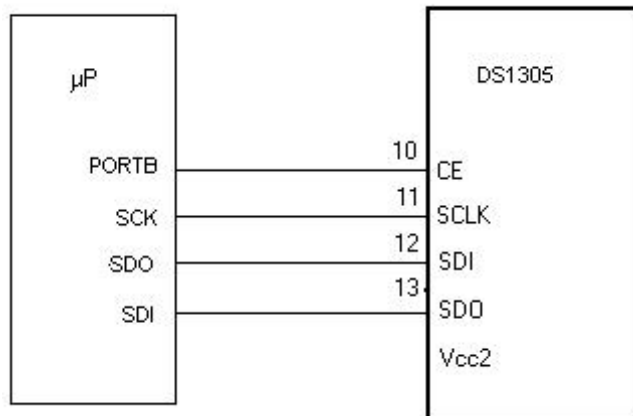 µP
DS1305
PORTB
10
CE
SCK
11
SCLK
SDO
12
SDI
SDI
13
SDO
Vcc2